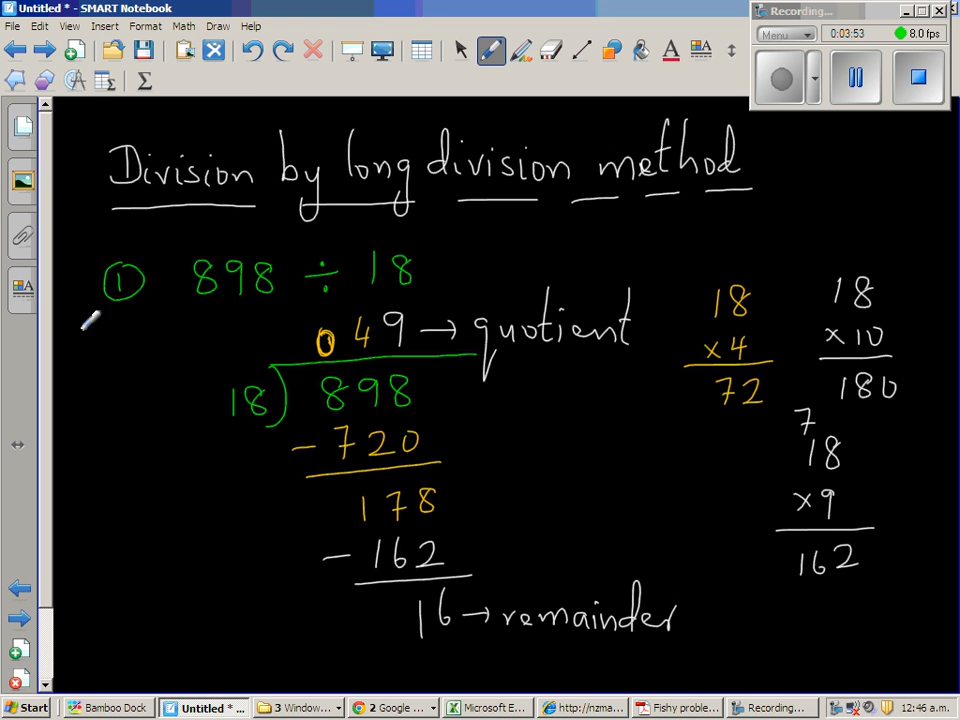 Untitled * - SMART Notebook
Recording...
File Edit View Insert Format Math Draw Help
Menu
0:03:53
8.0 fps
Division by long division method
① 898 ÷ 18
049 → quotient
18) 898
- 720
178
- 162
16 → remainder
18
x 4
72
18
x 10
180
7
18
x 9
162
Start
Bamboo Dock
Untitled * ...
3 Window...
2 Google ...
Microsoft E...
http://nzma...
Fishy proble...
Recording...
12:46 a.m.